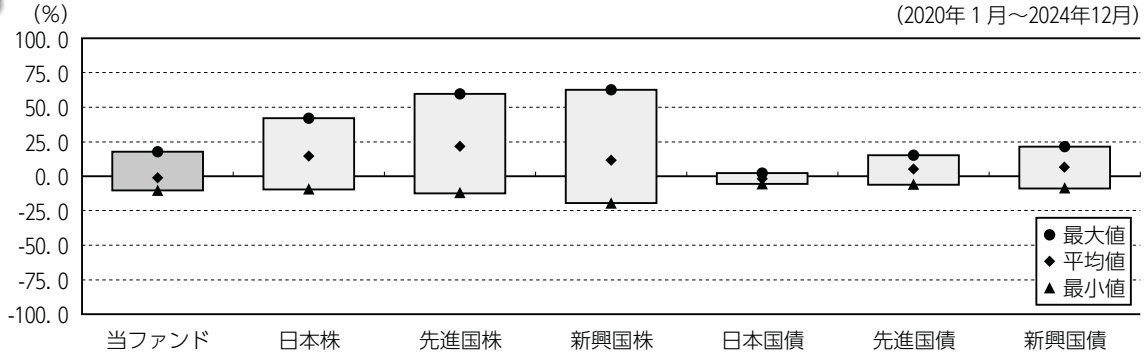 (%)
(2020年1月～2024年12月)
100.0
75.0
50.0
25.0
0.0
-25.0
-50.0
-75.0
-100.0
● 最大値
◆ 平均値
▲ 最小値
当ファンド 日本株 先進国株 新興国株 日本国債 先進国債 新興国債